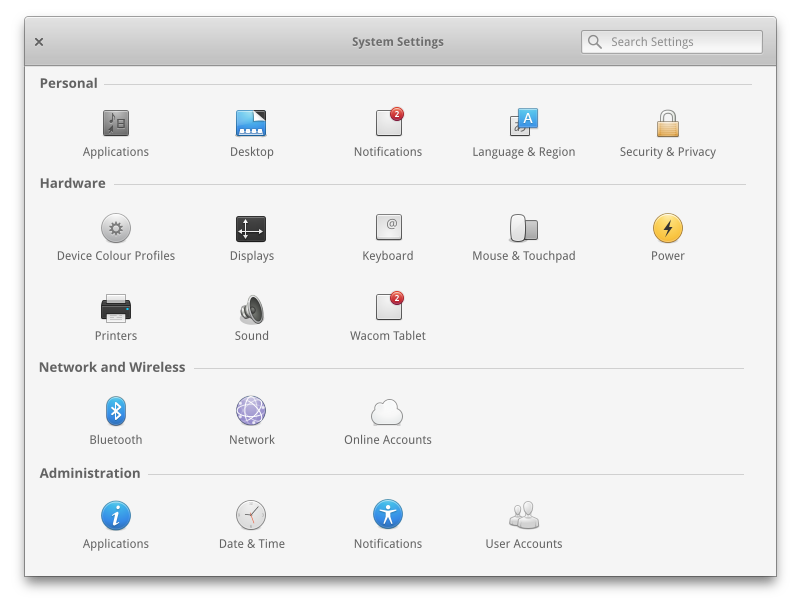 System Settings
Search Settings
Personal
2
A
Applications
Desktop
Notifications
Language & Region
Security & Privacy
Hardware
@
Device Colour Profiles
Displays
Keyboard
Mouse & Touchpad
Power
2
Printers
Sound
Wacom Tablet
Network and Wireless
Bluetooth
Network
Online Accounts
Administration
i
Applications
Date & Time
Notifications
User Accounts